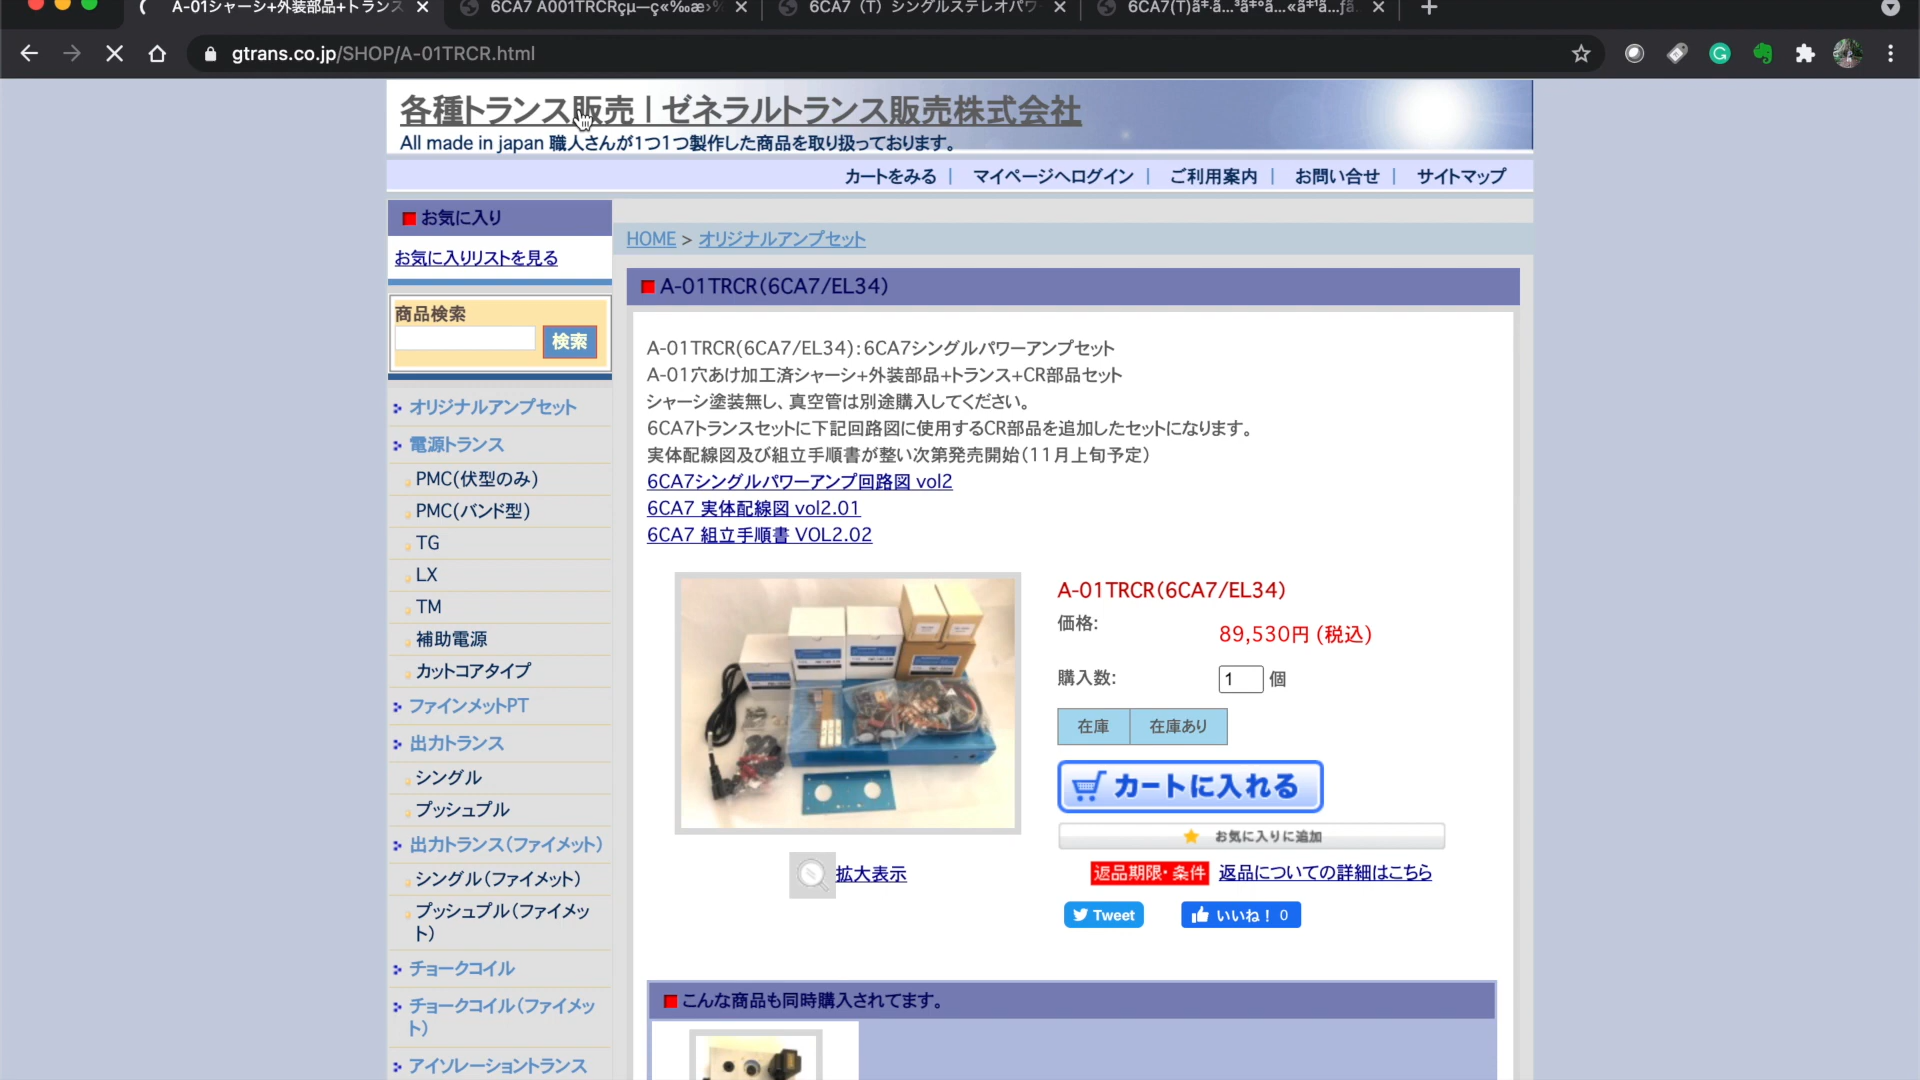 A-01シャーシ+外装部品+トランス
6CA7 A001TRCRçµ
6CA7（T）シングルステレオパワ
6CA7(T)
gtrans.co.jp/SHOP/A-01TRCR.html
各種トランス販売 | ゼネラルトランス販売株式会社
All made in japan 職人さんが1つ1つ製作した商品を取り扱っております。
カートをみる | マイページへログイン | ご利用案内 | お問い合せ | サイトマップ
お気に入り
お気に入りリストを見る
商品検索
検索
オリジナルアンプセット
電源トランス
PMC(伏型のみ)
PMC(バンド型)
TG
LX
TM
補助電源
カットコアタイプ
ファインメットPT
出力トランス
シングル
プッシュプル
出力トランス(ファイメット)
シングル(ファイメット)
プッシュプル(ファイメッ
ト)
チョークコイル
チョークコイル(ファイメッ
ト)
アイソレーショントランス
HOME > オリジナルアンプセット
A-01TRCR(6CA7/EL34)
A-01TRCR(6CA7/EL34):6CA7シングルパワーアンプセット
A-01穴あけ加工済シャーシ+外装部品+トランス+CR部品セット
シャーシ塗装無し、真空管は別途購入してください。
6CA7トランスセットに下記回路図に使用するCR部品を追加したセットになります。
実体配線図及び組立手順書が整い次第発売開始(11月上旬予定)
6CA7シングルパワーアンプ回路図 vol2
6CA7 実体配線図 vol2.01
6CA7 組立手順書 VOL2.02
A-01TRCR(6CA7/EL34)
価格:
89,530円 (税込)
購入数:
1 個
在庫 在庫あり
カートに入れる
お気に入りに追加
拡大表示
返品期限・条件 返品についての詳細はこちら
Tweet
いいね！ 0
こんな商品も同時購入されてます。